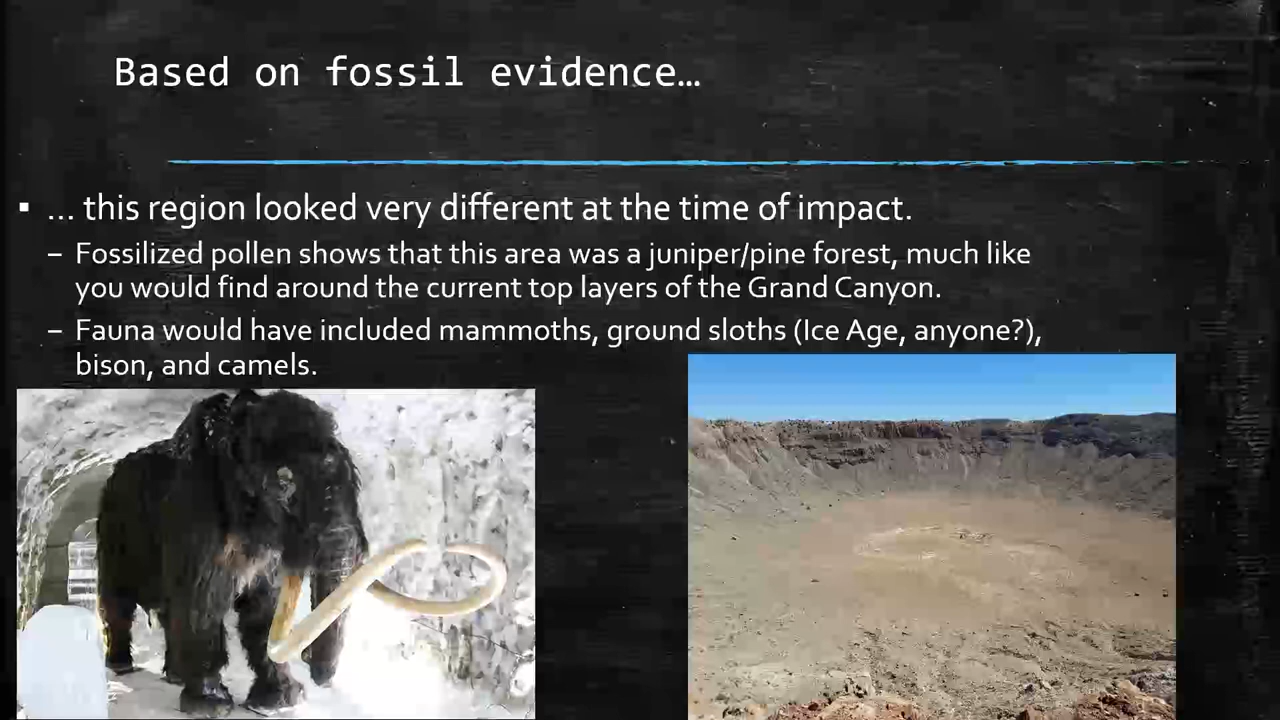 Based on fossil evidence…
▪ … this region looked very different at the time of impact.
– Fossilized pollen shows that this area was a juniper/pine forest, much like
you would find around the current top layers of the Grand Canyon.
– Fauna would have included mammoths, ground sloths (Ice Age, anyone?),
bison, and camels.